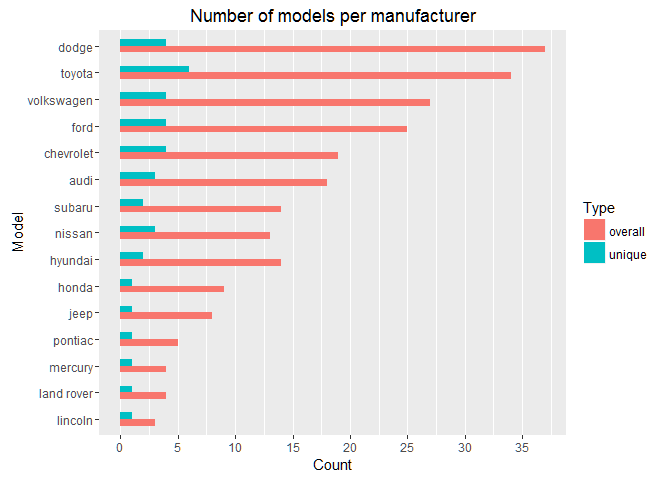 Number of models per manufacturer
dodge
toyota
volkswagen
ford
chevrolet
audi
subaru
nissan
hyundai
honda
jeep
pontiac
mercury
land rover
lincoln
Model
0 5 10 15 20 25 30 35
Count
Type
overall
unique